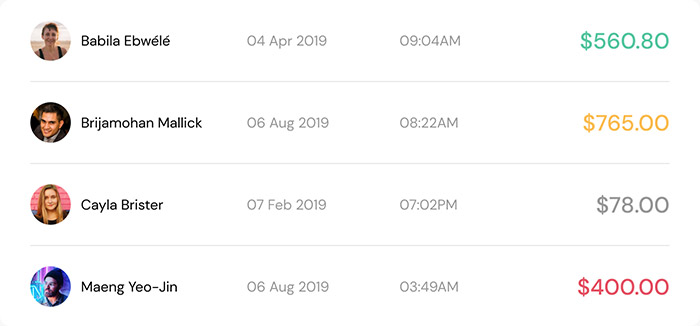 Babila Ebwélé 04 Apr 2019 09:04AM $560.80
Brijamohan Mallick 06 Aug 2019 08:22AM $765.00
Cayla Brister 07 Feb 2019 07:02PM $78.00
Maeng Yeo-Jin 06 Aug 2019 03:49AM $400.00